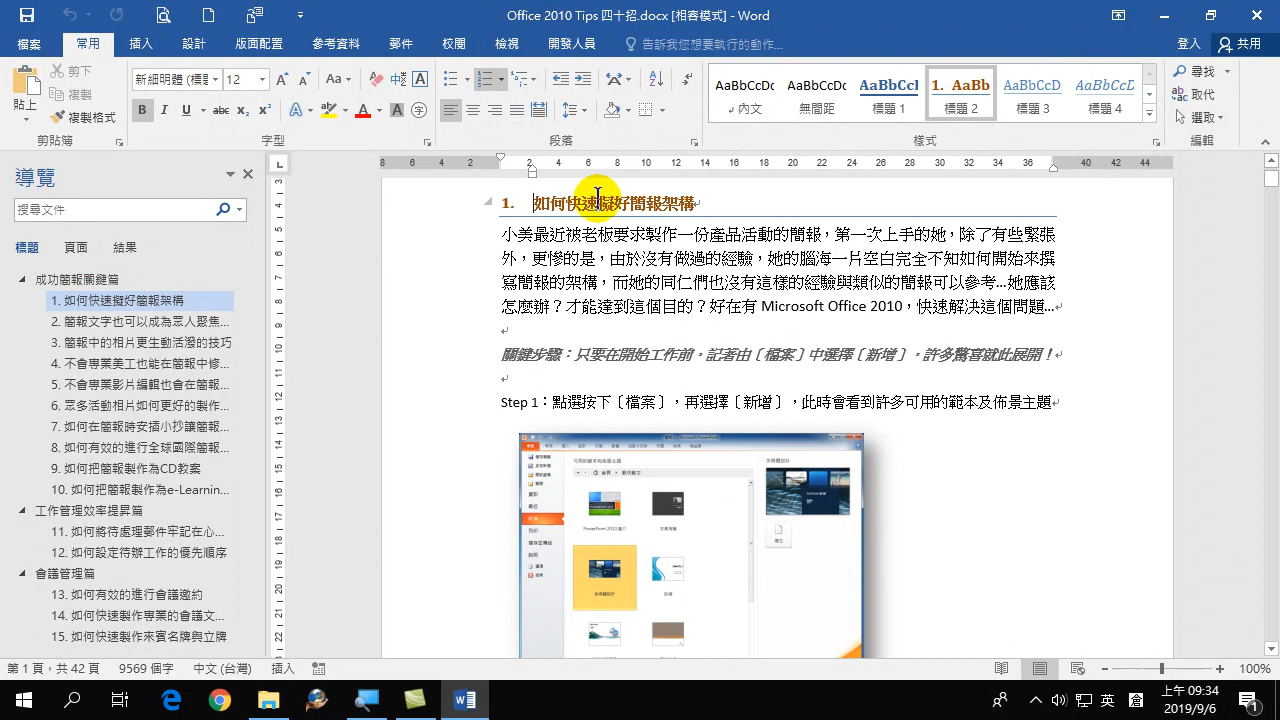 Office 2010 Tips 四十招.docx [相容模式] - Word
檔案 常用 插入 設計 版面配置 參考資料 郵件 校閱 檢視 開發人員 告訴我您想要執行的動作... 登入 共用
貼上 剪下 複製 複製格式 剪貼簿
新細明體 (標題 12 Aa 字型
段落
AaBbCcDc AaBbCcDc AaBbCcI 1. AaBb AaBbCcD AaBbCcDc
內文 無間距 標題 1 標題 2 標題 3 標題 4
樣式
尋找 取代 選取 編輯
8 6 4 2 2 4 6 8 10 12 14 16 18 20 22 24 26 28 30 32 34 36 40 42 44
導覽
搜尋文件
標題 頁面 結果
成功簡報關鍵篇
1. 如何快速擬好簡報架構
2. 簡報文字也可以成為眾人聚焦...
3. 簡報中的相片更生動活潑的技巧
4. 不會專業美工也能在簡報中修...
5. 不會專業影片編輯也會在簡報...
6. 眾多活動相片如何更好的製作...
7. 如何在簡報時安插小抄讓簡報...
8. 如何有效的進行全球國際簡報...
9. 如何把簡報製作為CD教案
10. 如何把簡報製作為e-Learnin...
工作管理效率提昇篇
11. 如何將待處理郵件牢記在心...
12. 如何設定待辦工作的優先順序
會議管理篇
13. 如何有效的進行會議邀約
14. 如何快速製作專業的會議文...
15. 如何快速製作來賓名牌與立牌
1. 如何快速擬好簡報架構
小美最近被老板要求製作一份產品活動的簡報，第一次上手的她，除了有些緊張
外，更慘的是，由於沒有做過的經驗，她的腦海一片空白完全不知如何開始來撰
寫簡報的架構，而她的同仁們也沒有這樣的經驗與類似的簡報可以參考…她應該
怎麼辦？才能達到這個目的？好在有 Microsoft Office 2010，快速解決這個問題…
關鍵步驟：只要在開始工作前，記著由〔檔案〕中選擇〔新增〕，許多驚喜就此展開！
Step 1：點選按下〔檔案〕，再選擇〔新增〕，此時會看到許多可用的範本及佈景主題
第 1 頁，共 42 頁 9569 個字 中文 (台灣) 插入 100%
英 上午 09:34
2019/9/6